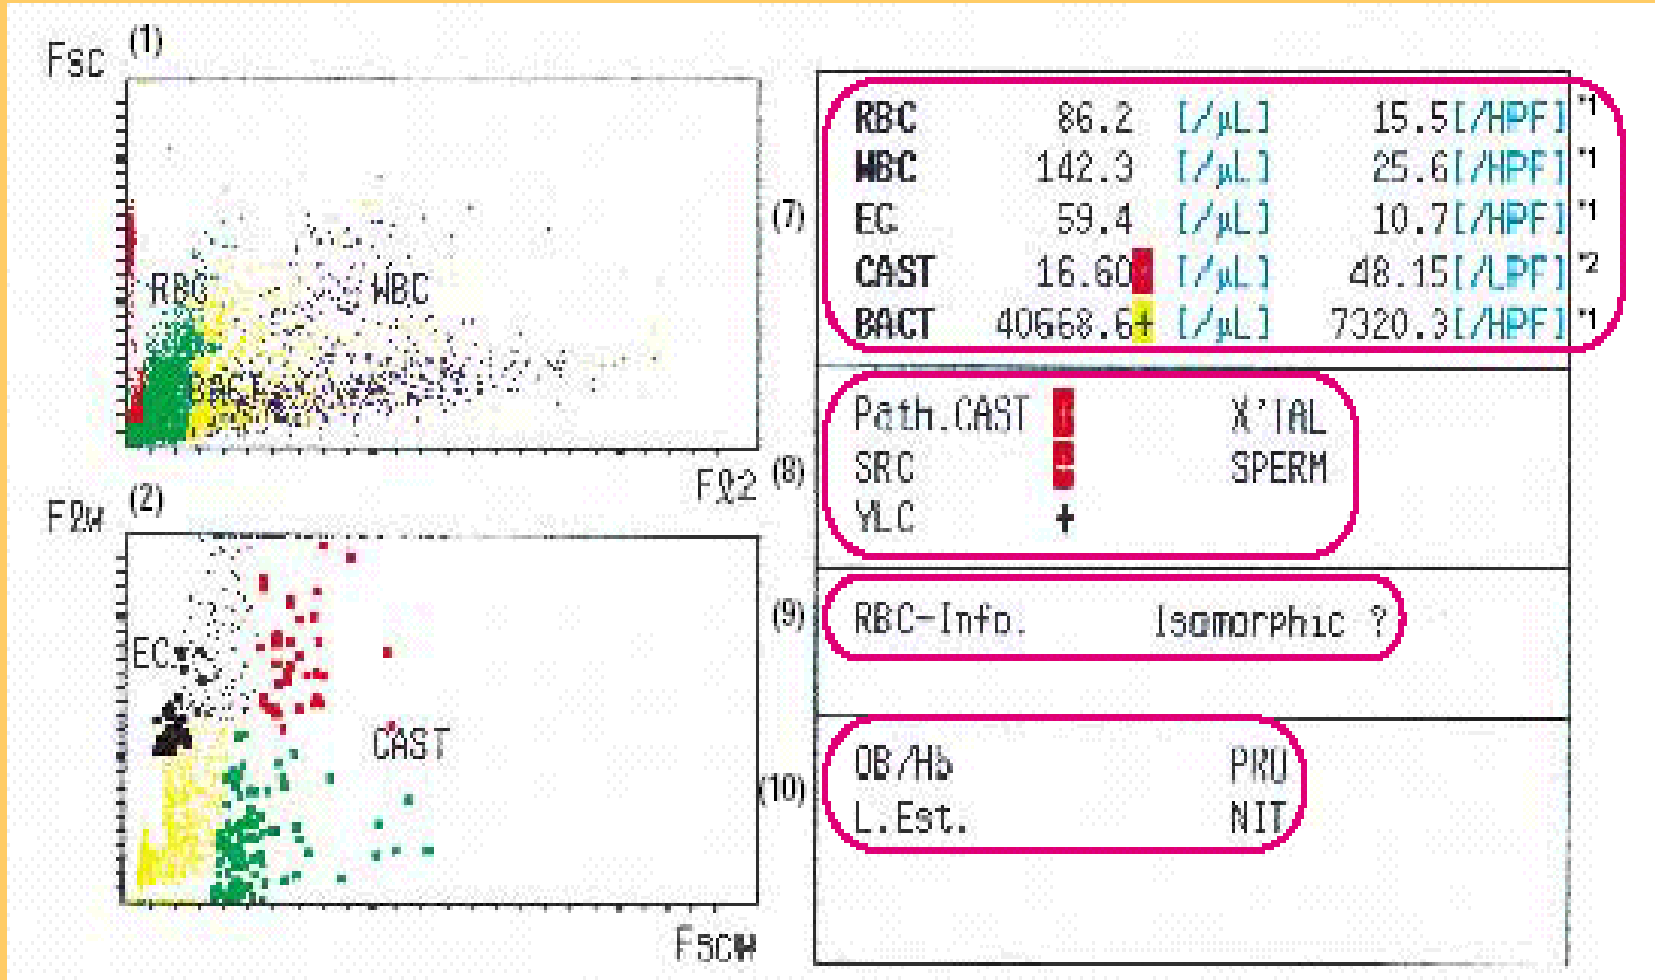 (1)
Fsc
RBC
WBC
BACT
Fl2
(2)
Flw
EC
CAST
Fscw
(7)
RBC 86.2 [/μL] 15.5[/HPF] *1
WBC 142.3 [/μL] 25.6[/HPF] *1
EC 59.4 [/μL] 10.7[/HPF] *1
CAST 16.60 [/μL] 48.15[/LPF] *2
BACT 40668.6+ [/μL] 7320.3[/HPF] *1
(8)
Path.CAST X'TAL
SRC + SPERM
YLC +
(9)
RBC-Info. Isomorphic ?
(10)
OB/Hb PRO
L.Est. NIT